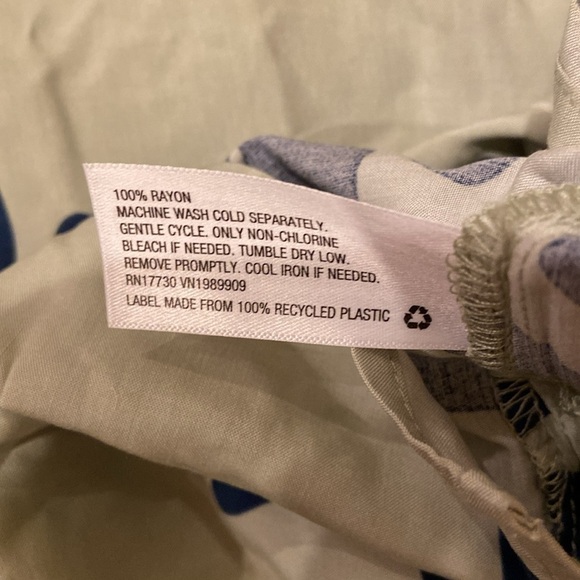 100% RAYON
MACHINE WASH COLD SEPARATELY.
GENTLE CYCLE. ONLY NON-CHLORINE
BLEACH IF NEEDED. TUMBLE DRY LOW.
REMOVE PROMPTLY. COOL IRON IF NEEDED.
RN17730 VN1989909
LABEL MADE FROM 100% RECYCLED PLASTIC